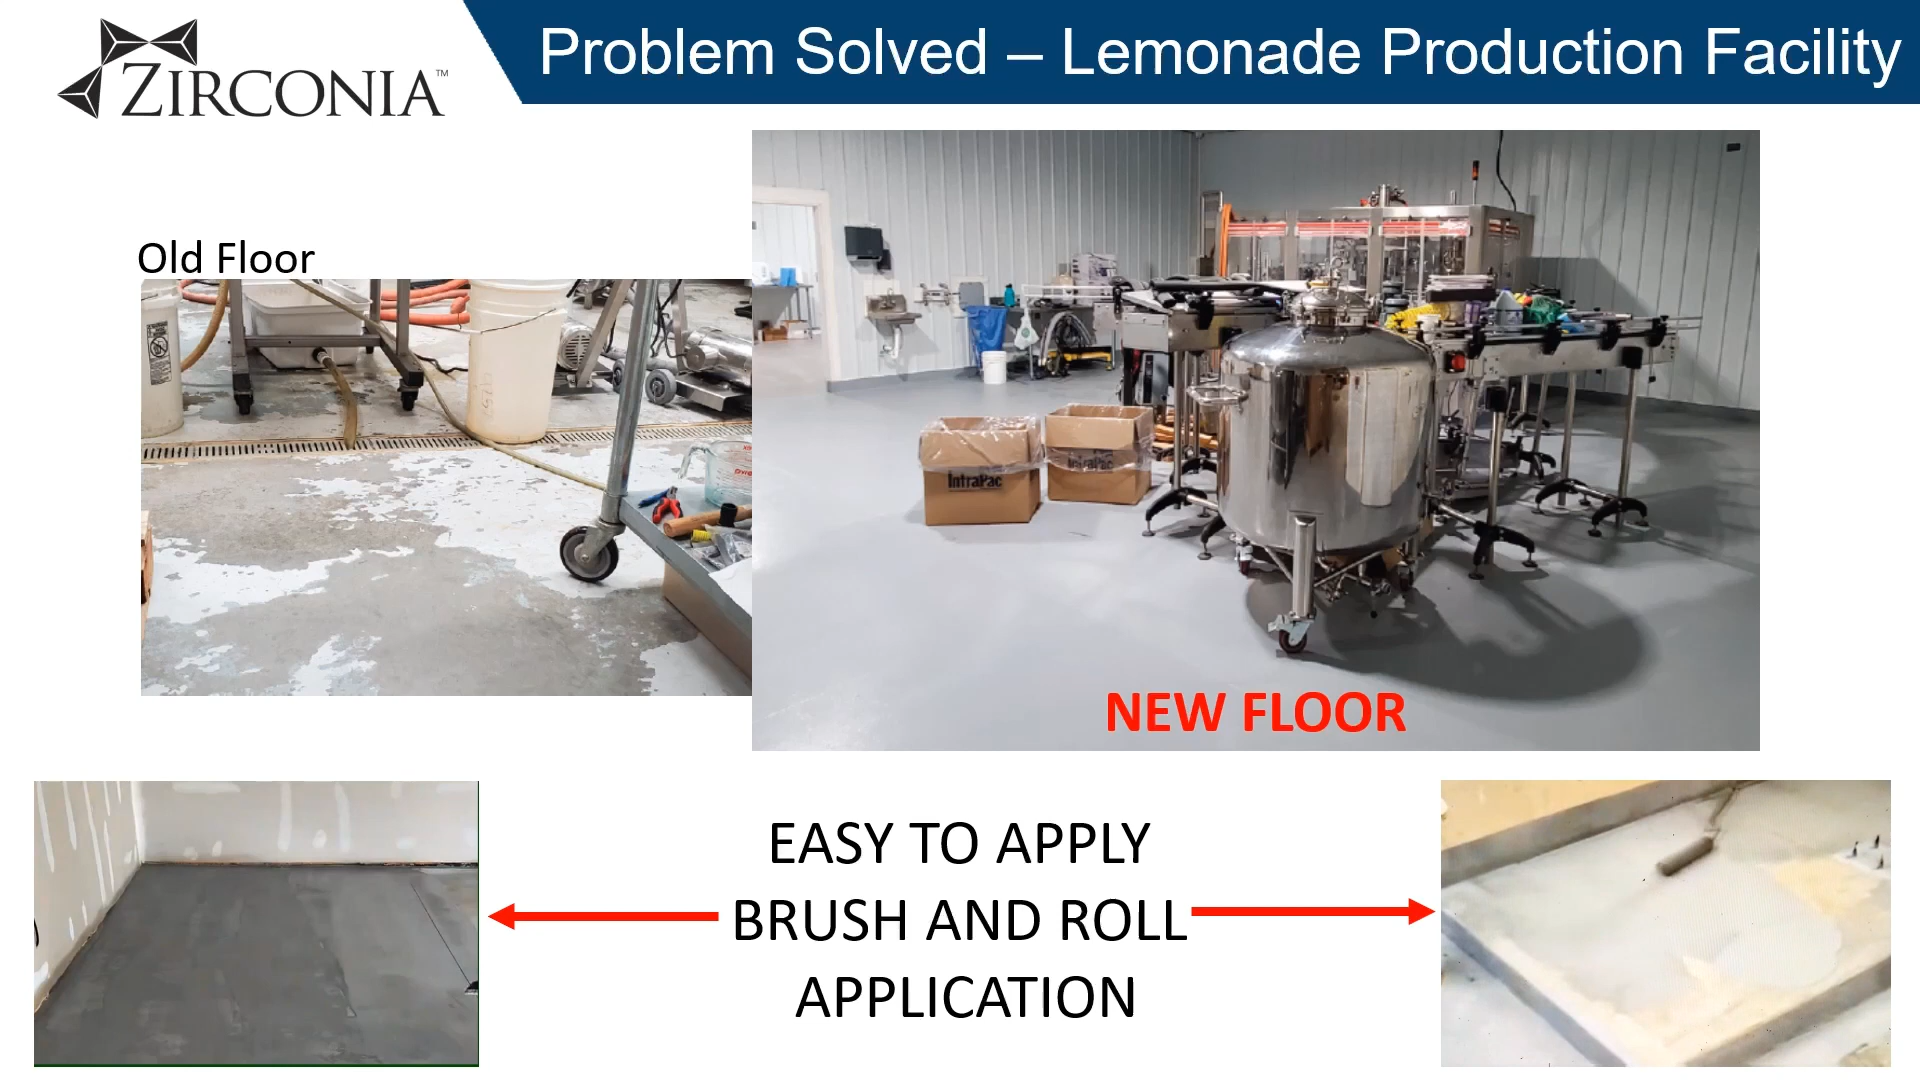 ZIRCONIA™
Problem Solved – Lemonade Production Facility
Old Floor
IntraPac
IntraPac
NEW FLOOR
EASY TO APPLY
BRUSH AND ROLL
APPLICATION